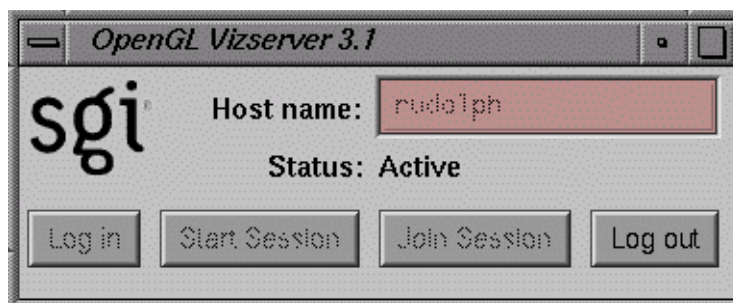 OpenGL Vizserver 3.1
sgi
Host name: rudolph
Status: Active
Log in Start Session Join Session Log out